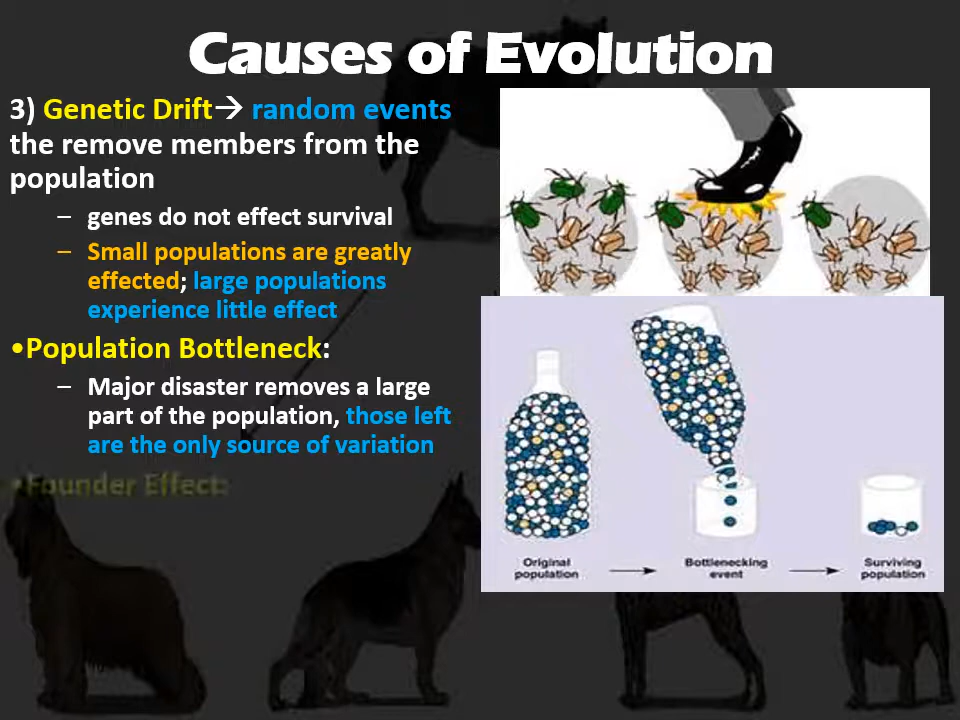 Causes of Evolution
3) Genetic Drift→ random events
the remove members from the
population
– genes do not effect survival
– Small populations are greatly
effected; large populations
experience little effect
•Population Bottleneck:
– Major disaster removes a large
part of the population, those left
are the only source of variation
•Founder Effect:
Original
population
Bottlenecking
event
Surviving
population